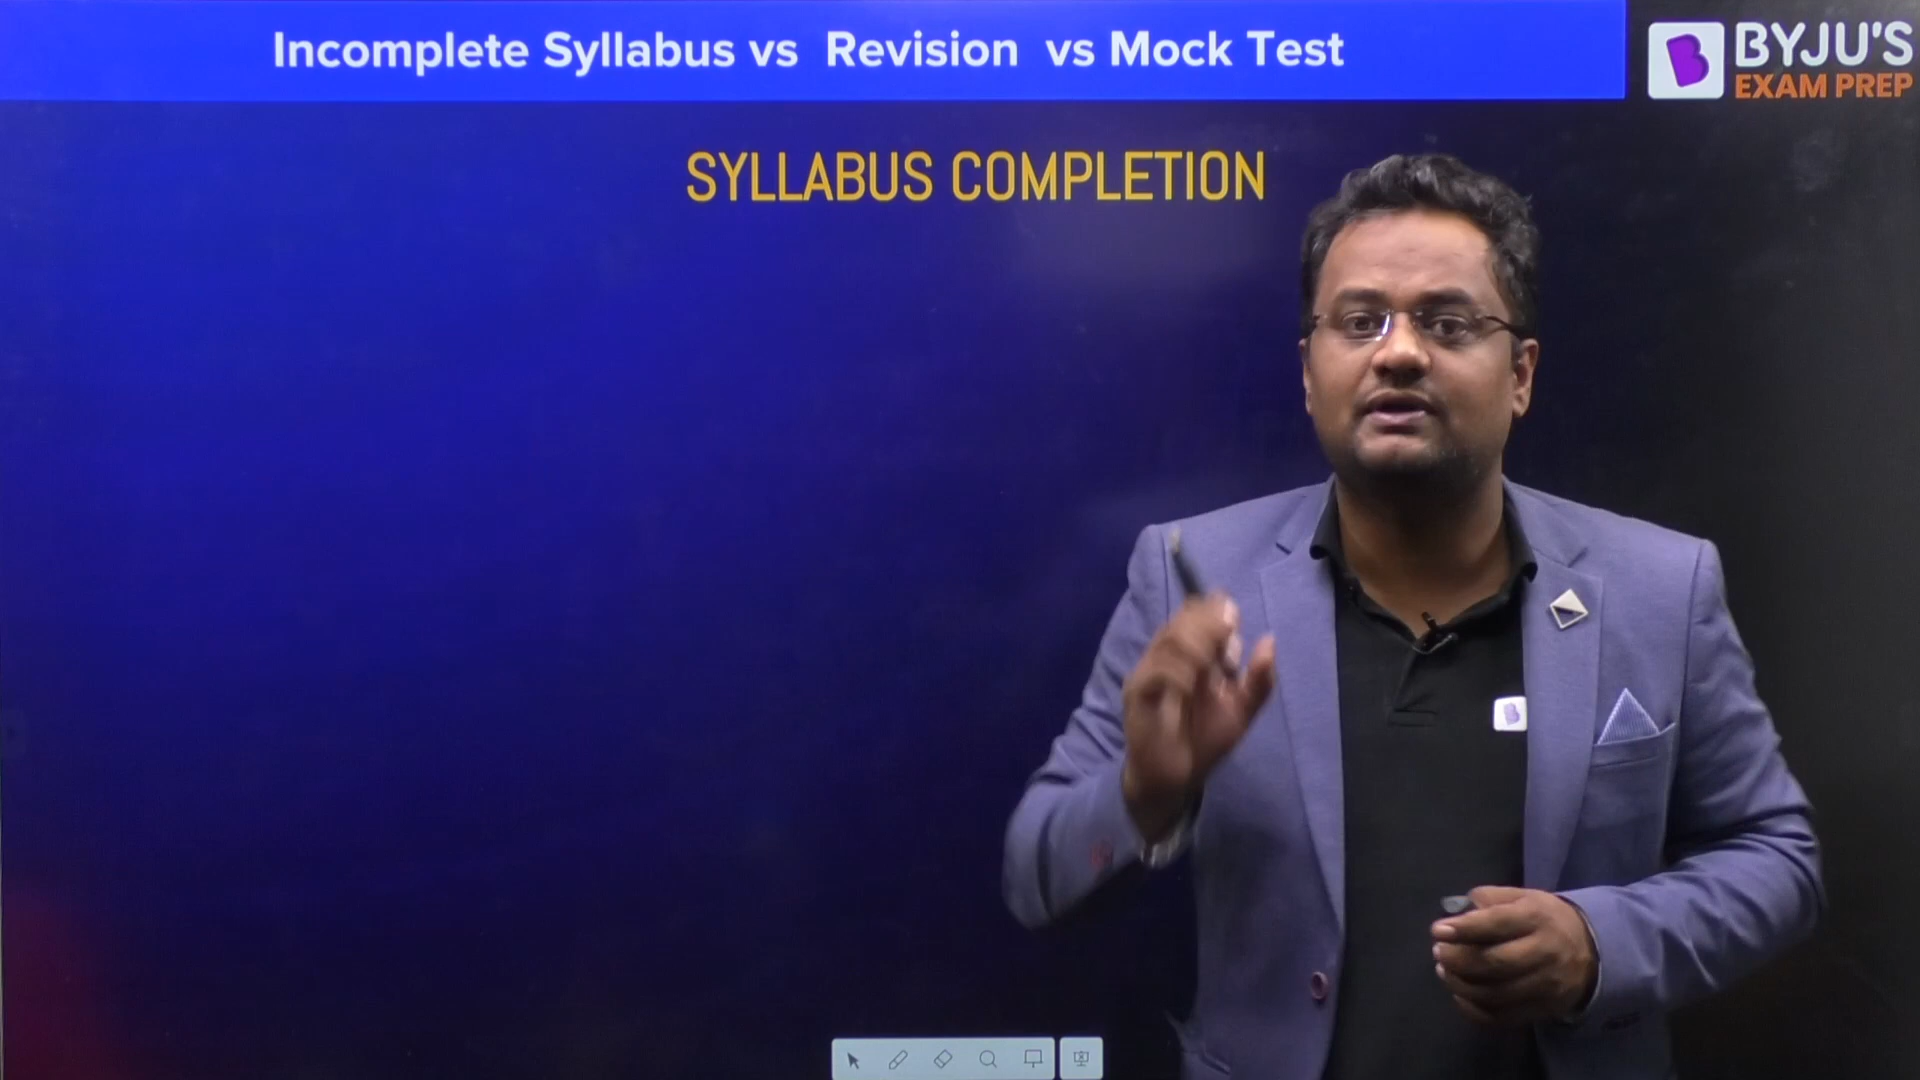 Incomplete Syllabus vs Revision vs Mock Test
BYJU'S
EXAM PREP
SYLLABUS COMPLETION